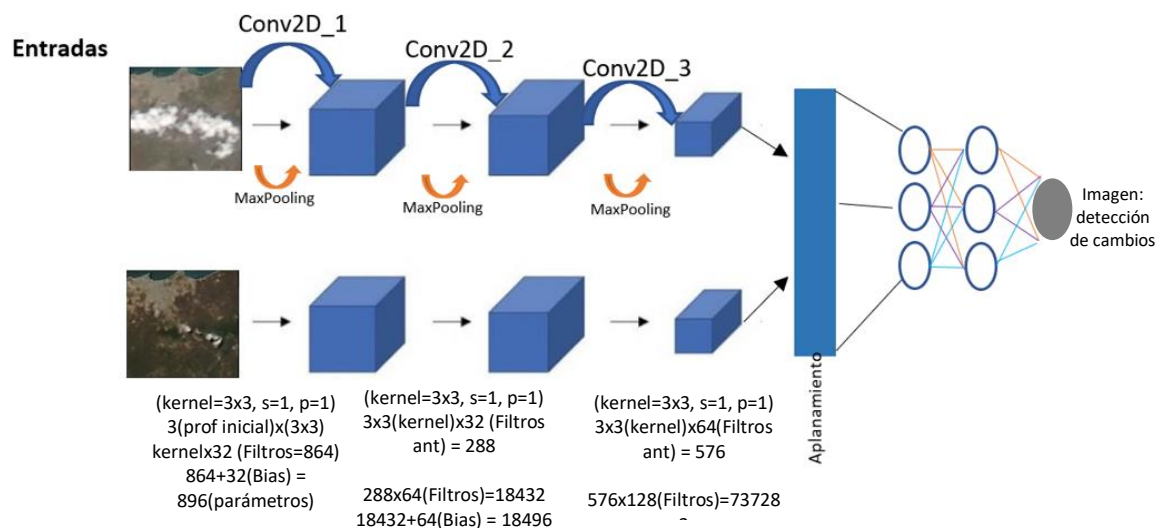 Entradas
Conv2D_1
Conv2D_2
Conv2D_3
MaxPooling
MaxPooling
MaxPooling
Imagen:
detección
de cambios
Aplanamiento
(kernel=3x3, s=1, p=1)
3(prof inicial)x(3x3)
kernelx32 (Filtros=864)
864+32(Bias) =
896(parámetros)
(kernel=3x3, s=1, p=1)
3x3(kernel)x32 (Filtros
ant) = 288
288x64(Filtros)=18432
18432+64(Bias) = 18496
(kernel=3x3, s=1, p=1)
3x3(kernel)x64(Filtros
ant) = 576
576x128(Filtros)=73728